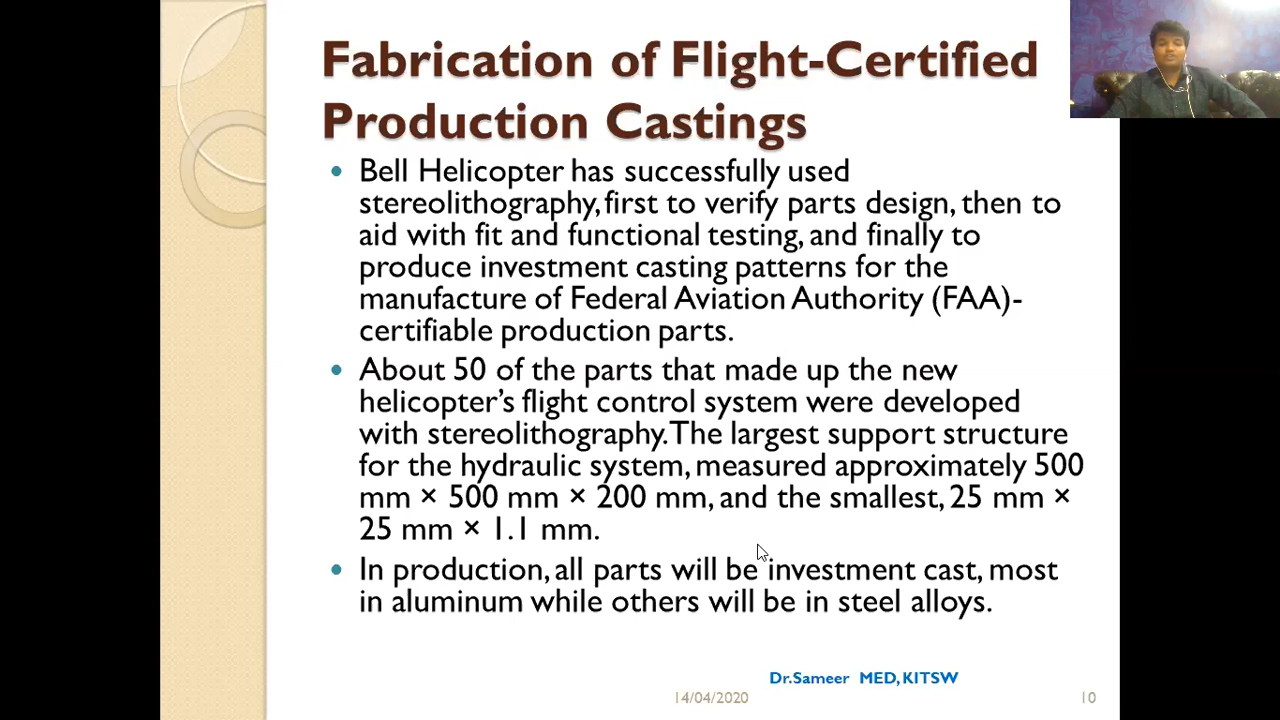 Fabrication of Flight-Certified
Production Castings
• Bell Helicopter has successfully used
stereolithography, first to verify parts design, then to
aid with fit and functional testing, and finally to
produce investment casting patterns for the
manufacture of Federal Aviation Authority (FAA)-
certifiable production parts.
• About 50 of the parts that made up the new
helicopter’s flight control system were developed
with stereolithography. The largest support structure
for the hydraulic system, measured approximately 500
mm × 500 mm × 200 mm, and the smallest, 25 mm ×
25 mm × 1.1 mm.
• In production, all parts will be investment cast, most
in aluminum while others will be in steel alloys.
Dr.Sameer MED, KITSW
14/04/2020
10